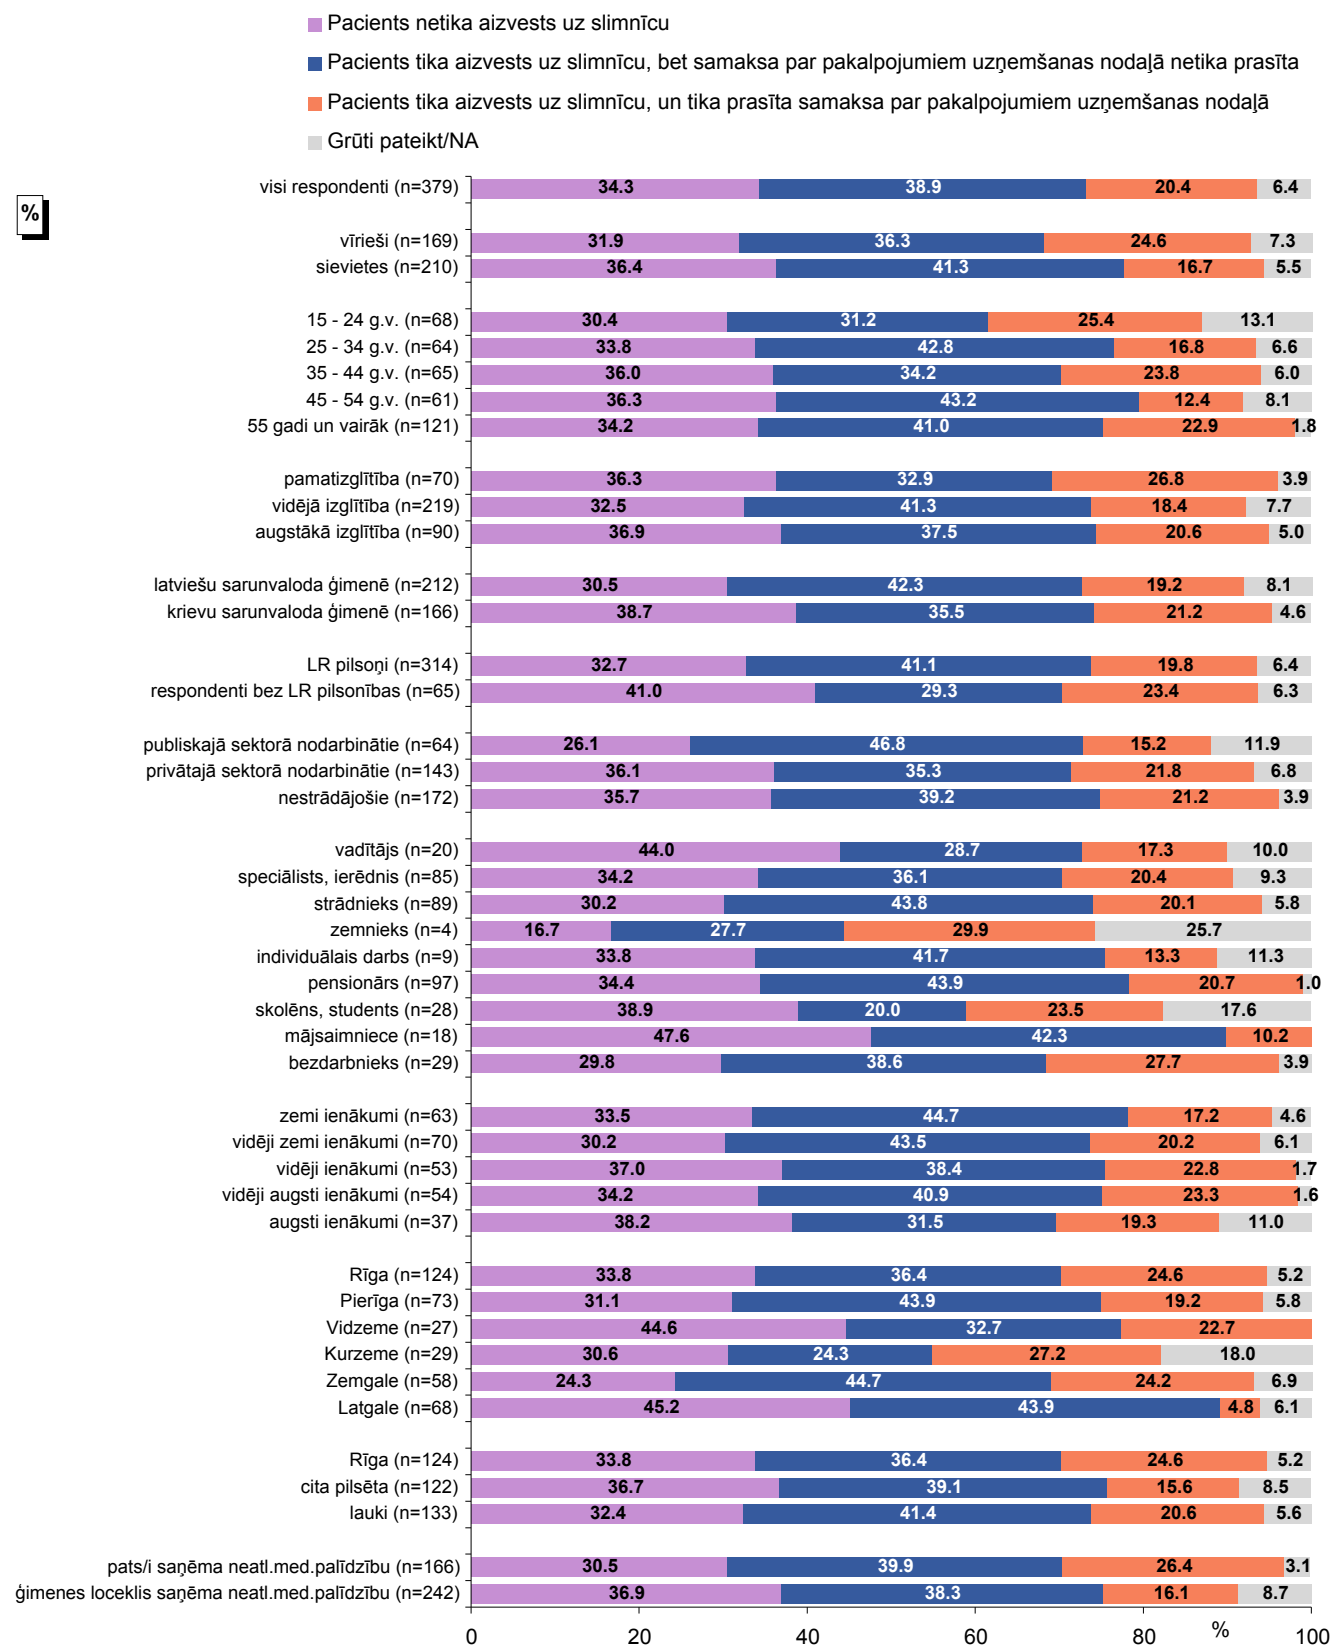 Pacients netika aizvests uz slimnīcu
Pacients tika aizvests uz slimnīcu, bet samaksa par pakalpojumiem uzņemšanas nodaļā netika prasīta
Pacients tika aizvests uz slimnīcu, un tika prasīta samaksa par pakalpojumiem uzņemšanas nodaļā
Grūti pateikt/NA
%
visi respondenti (n=379) 34.3 38.9 20.4 6.4
vīrieši (n=169) 31.9 36.3 24.6 7.3
sievietes (n=210) 36.4 41.3 16.7 5.5
15 - 24 g.v. (n=68) 30.4 31.2 25.4 13.1
25 - 34 g.v. (n=64) 33.8 42.8 16.8 6.6
35 - 44 g.v. (n=65) 36.0 34.2 23.8 6.0
45 - 54 g.v. (n=61) 36.3 43.2 12.4 8.1
55 gadi un vairāk (n=121) 34.2 41.0 22.9 1.8
pamatizglītība (n=70) 36.3 32.9 26.8 3.9
vidējā izglītība (n=219) 32.5 41.3 18.4 7.7
augstākā izglītība (n=90) 36.9 37.5 20.6 5.0
latviešu sarunvaloda ģimenē (n=212) 30.5 42.3 19.2 8.1
krievu sarunvaloda ģimenē (n=166) 38.7 35.5 21.2 4.6
LR pilsoņi (n=314) 32.7 41.1 19.8 6.4
respondenti bez LR pilsonības (n=65) 41.0 29.3 23.4 6.3
publiskajā sektorā nodarbinātie (n=64) 26.1 46.8 15.2 11.9
privātajā sektorā nodarbinātie (n=143) 36.1 35.3 21.8 6.8
nestrādājošie (n=172) 35.7 39.2 21.2 3.9
vadītājs (n=20) 44.0 28.7 17.3 10.0
speciālists, ierēdnis (n=85) 34.2 36.1 20.4 9.3
strādnieks (n=89) 30.2 43.8 20.1 5.8
zemnieks (n=4) 16.7 27.7 29.9 25.7
individuālais darbs (n=9) 33.8 41.7 13.3 11.3
pensionārs (n=97) 34.4 43.9 20.7 1.0
skolēns, students (n=28) 38.9 20.0 23.5 17.6
mājsaimniece (n=18) 47.6 42.3 10.2
bezdarbnieks (n=29) 29.8 38.6 27.7 3.9
zemi ienākumi (n=63) 33.5 44.7 17.2 4.6
vidēji zemi ienākumi (n=70) 30.2 43.5 20.2 6.1
vidēji ienākumi (n=53) 37.0 38.4 22.8 1.7
vidēji augsti ienākumi (n=54) 34.2 40.9 23.3 1.6
augsti ienākumi (n=37) 38.2 31.5 19.3 11.0
Rīga (n=124) 33.8 36.4 24.6 5.2
Pierīga (n=73) 31.1 43.9 19.2 5.8
Vidzeme (n=27) 44.6 32.7 22.7
Kurzeme (n=29) 30.6 24.3 27.2 18.0
Zemgale (n=58) 24.3 44.7 24.2 6.9
Latgale (n=68) 45.2 43.9 4.8 6.1
Rīga (n=124) 33.8 36.4 24.6 5.2
cita pilsēta (n=122) 36.7 39.1 15.6 8.5
lauki (n=133) 32.4 41.4 20.6 5.6
pats/i saņēma neatl.med.palīdzību (n=166) 30.5 39.9 26.4 3.1
ģimenes loceklis saņēma neatl.med.palīdzību (n=242) 36.9 38.3 16.1 8.7
0 20 40 60 80 % 100